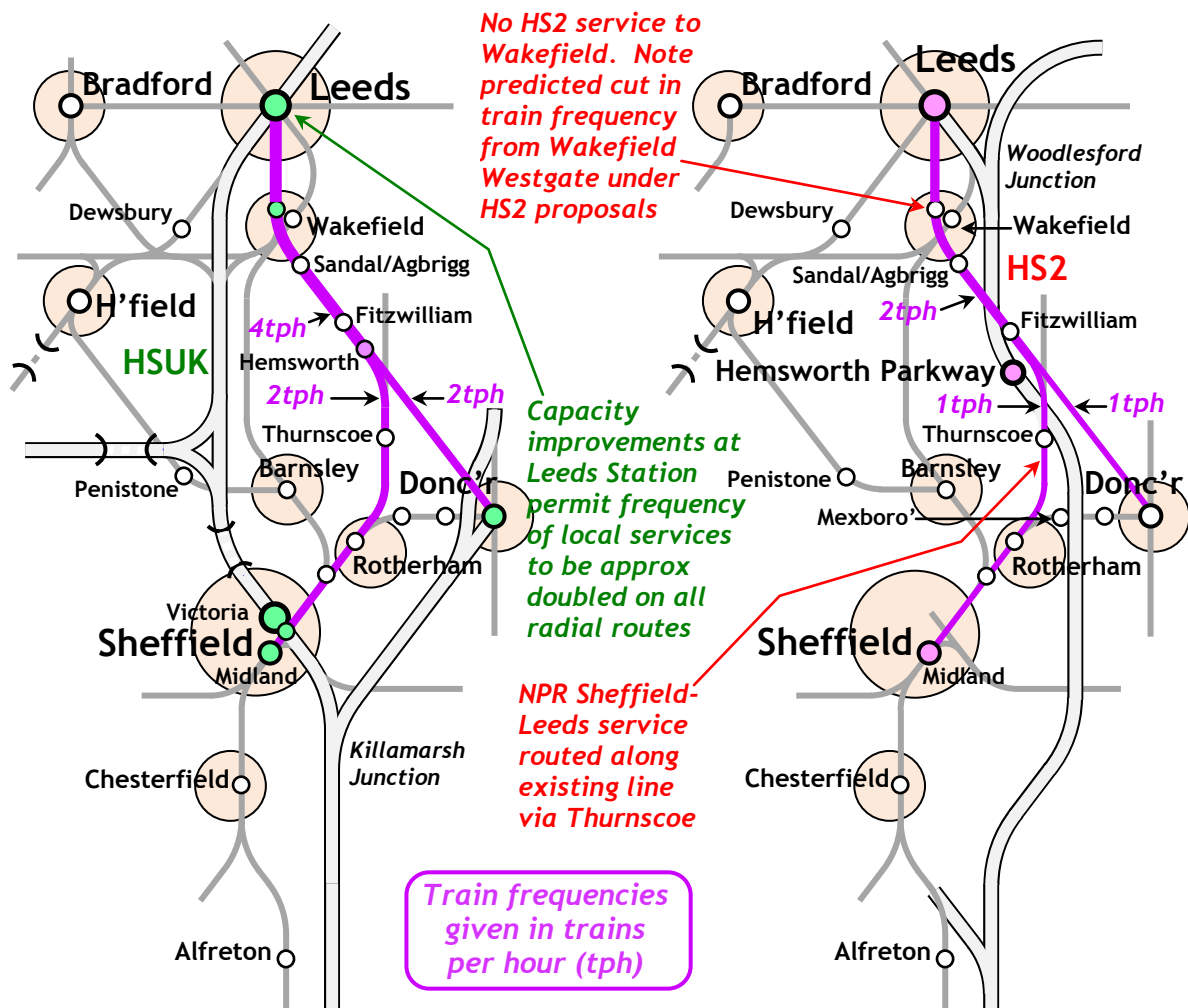 No HS2 service to
Wakefield. Note
predicted cut in
train frequency
from Wakefield
Westgate under
HS2 proposals
Bradford
Leeds
Dewsbury
Wakefield
Sandal/Agbrigg
H'field
4tph
Fitzwilliam
HSUK
Hemsworth
2tph
2tph
Thurnscoe
Barnsley
Penistone
Donc'r
Rotherham
Victoria
Sheffield
Midland
Killamarsh
Junction
Chesterfield
Alfreton
Capacity
improvements at
Leeds Station
permit frequency
of local services
to be approx
doubled on all
radial routes
NPR Sheffield-
Leeds service
routed along
existing line
via Thurnscoe
Train frequencies
given in trains
per hour (tph)
Leeds
Bradford
Woodlesford
Junction
Dewsbury
Wakefield
Sandal/Agbrigg
HS2
2tph
H'field
Fitzwilliam
Hemsworth Parkway
1tph
1tph
Thurnscoe
Barnsley
Penistone
Donc'r
Mexboro'
Rotherham
Sheffield
Midland
Chesterfield
Alfreton